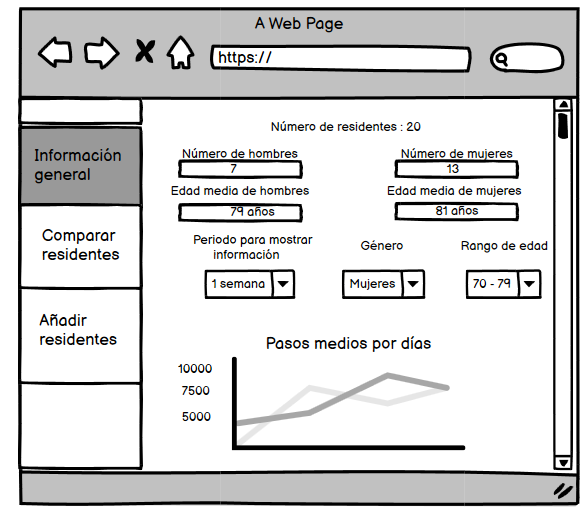 A Web Page
https://
Número de residentes : 20
Información
general
Número de hombres
Número de mujeres
7
13
Edad media de hombres
Edad media de mujeres
79 años
81 años
Comparar
residentes
Periodo para mostrar
información
Género
Rango de edad
1 semana
Mujeres
70 - 79
Añadir
residentes
Pasos medios por días
10000
7500
5000